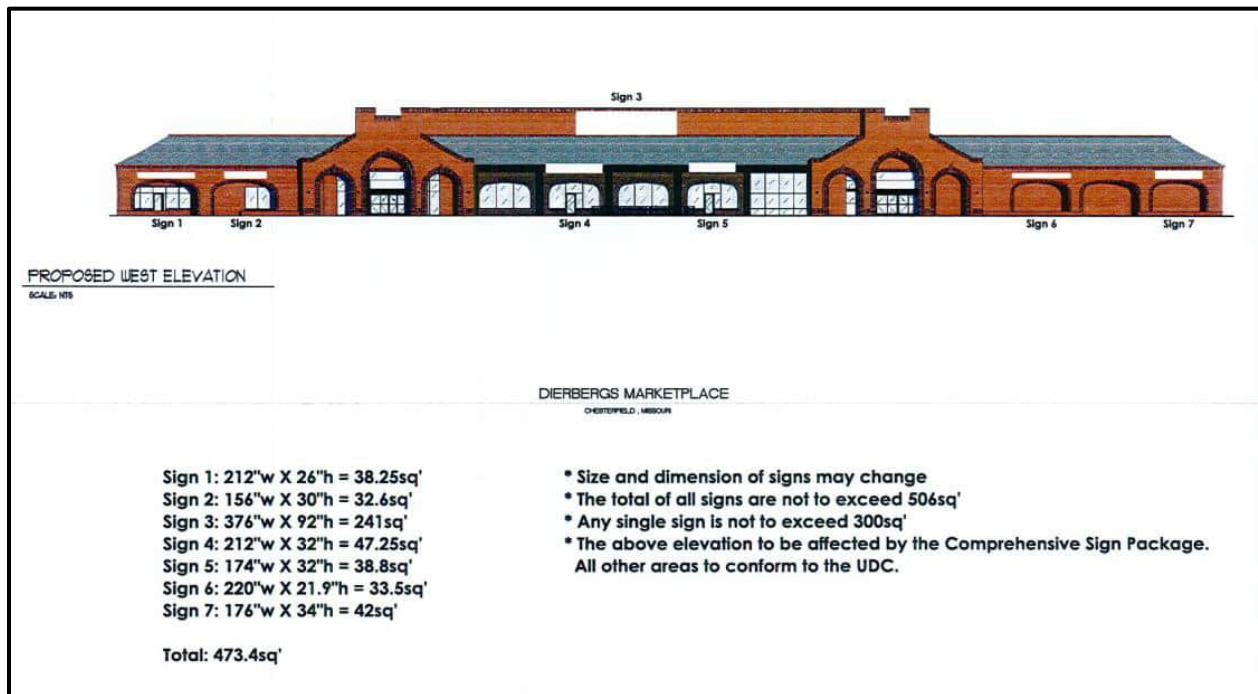 Sign 3
Sign 1
Sign 2
Sign 4
Sign 5
Sign 6
Sign 7
PROPOSED WEST ELEVATION
SCALE: NTS
DIERBERGS MARKETPLACE
CHESTERFIELD , MISSOURI
Sign 1: 212"w X 26"h = 38.25sq'
Sign 2: 156"w X 30"h = 32.6sq'
Sign 3: 376"w X 92"h = 241sq'
Sign 4: 212"w X 32"h = 47.25sq'
Sign 5: 174"w X 32"h = 38.8sq'
Sign 6: 220"w X 21.9"h = 33.5sq'
Sign 7: 176"w X 34"h = 42sq'
Total: 473.4sq'
* Size and dimension of signs may change
* The total of all signs are not to exceed 506sq'
* Any single sign is not to exceed 300sq'
* The above elevation to be affected by the Comprehensive Sign Package.
All other areas to conform to the UDC.